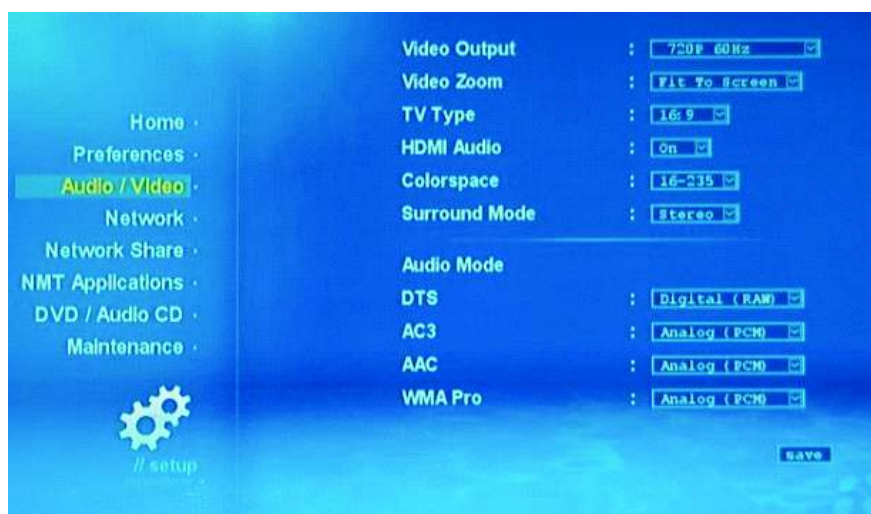 Home
Preferences
Audio / Video
Network
Network Share
NMT Applications
DVD / Audio CD
Maintenance
// setup
Video Output : 720P 60Hz
Video Zoom : Fit To Screen
TV Type : 16:9
HDMI Audio : On
Colorspace : 16-235
Surround Mode : Stereo
Audio Mode
DTS : Digital (RAW)
AC3 : Analog (PCM)
AAC : Analog (PCM)
WMA Pro : Analog (PCM)
save